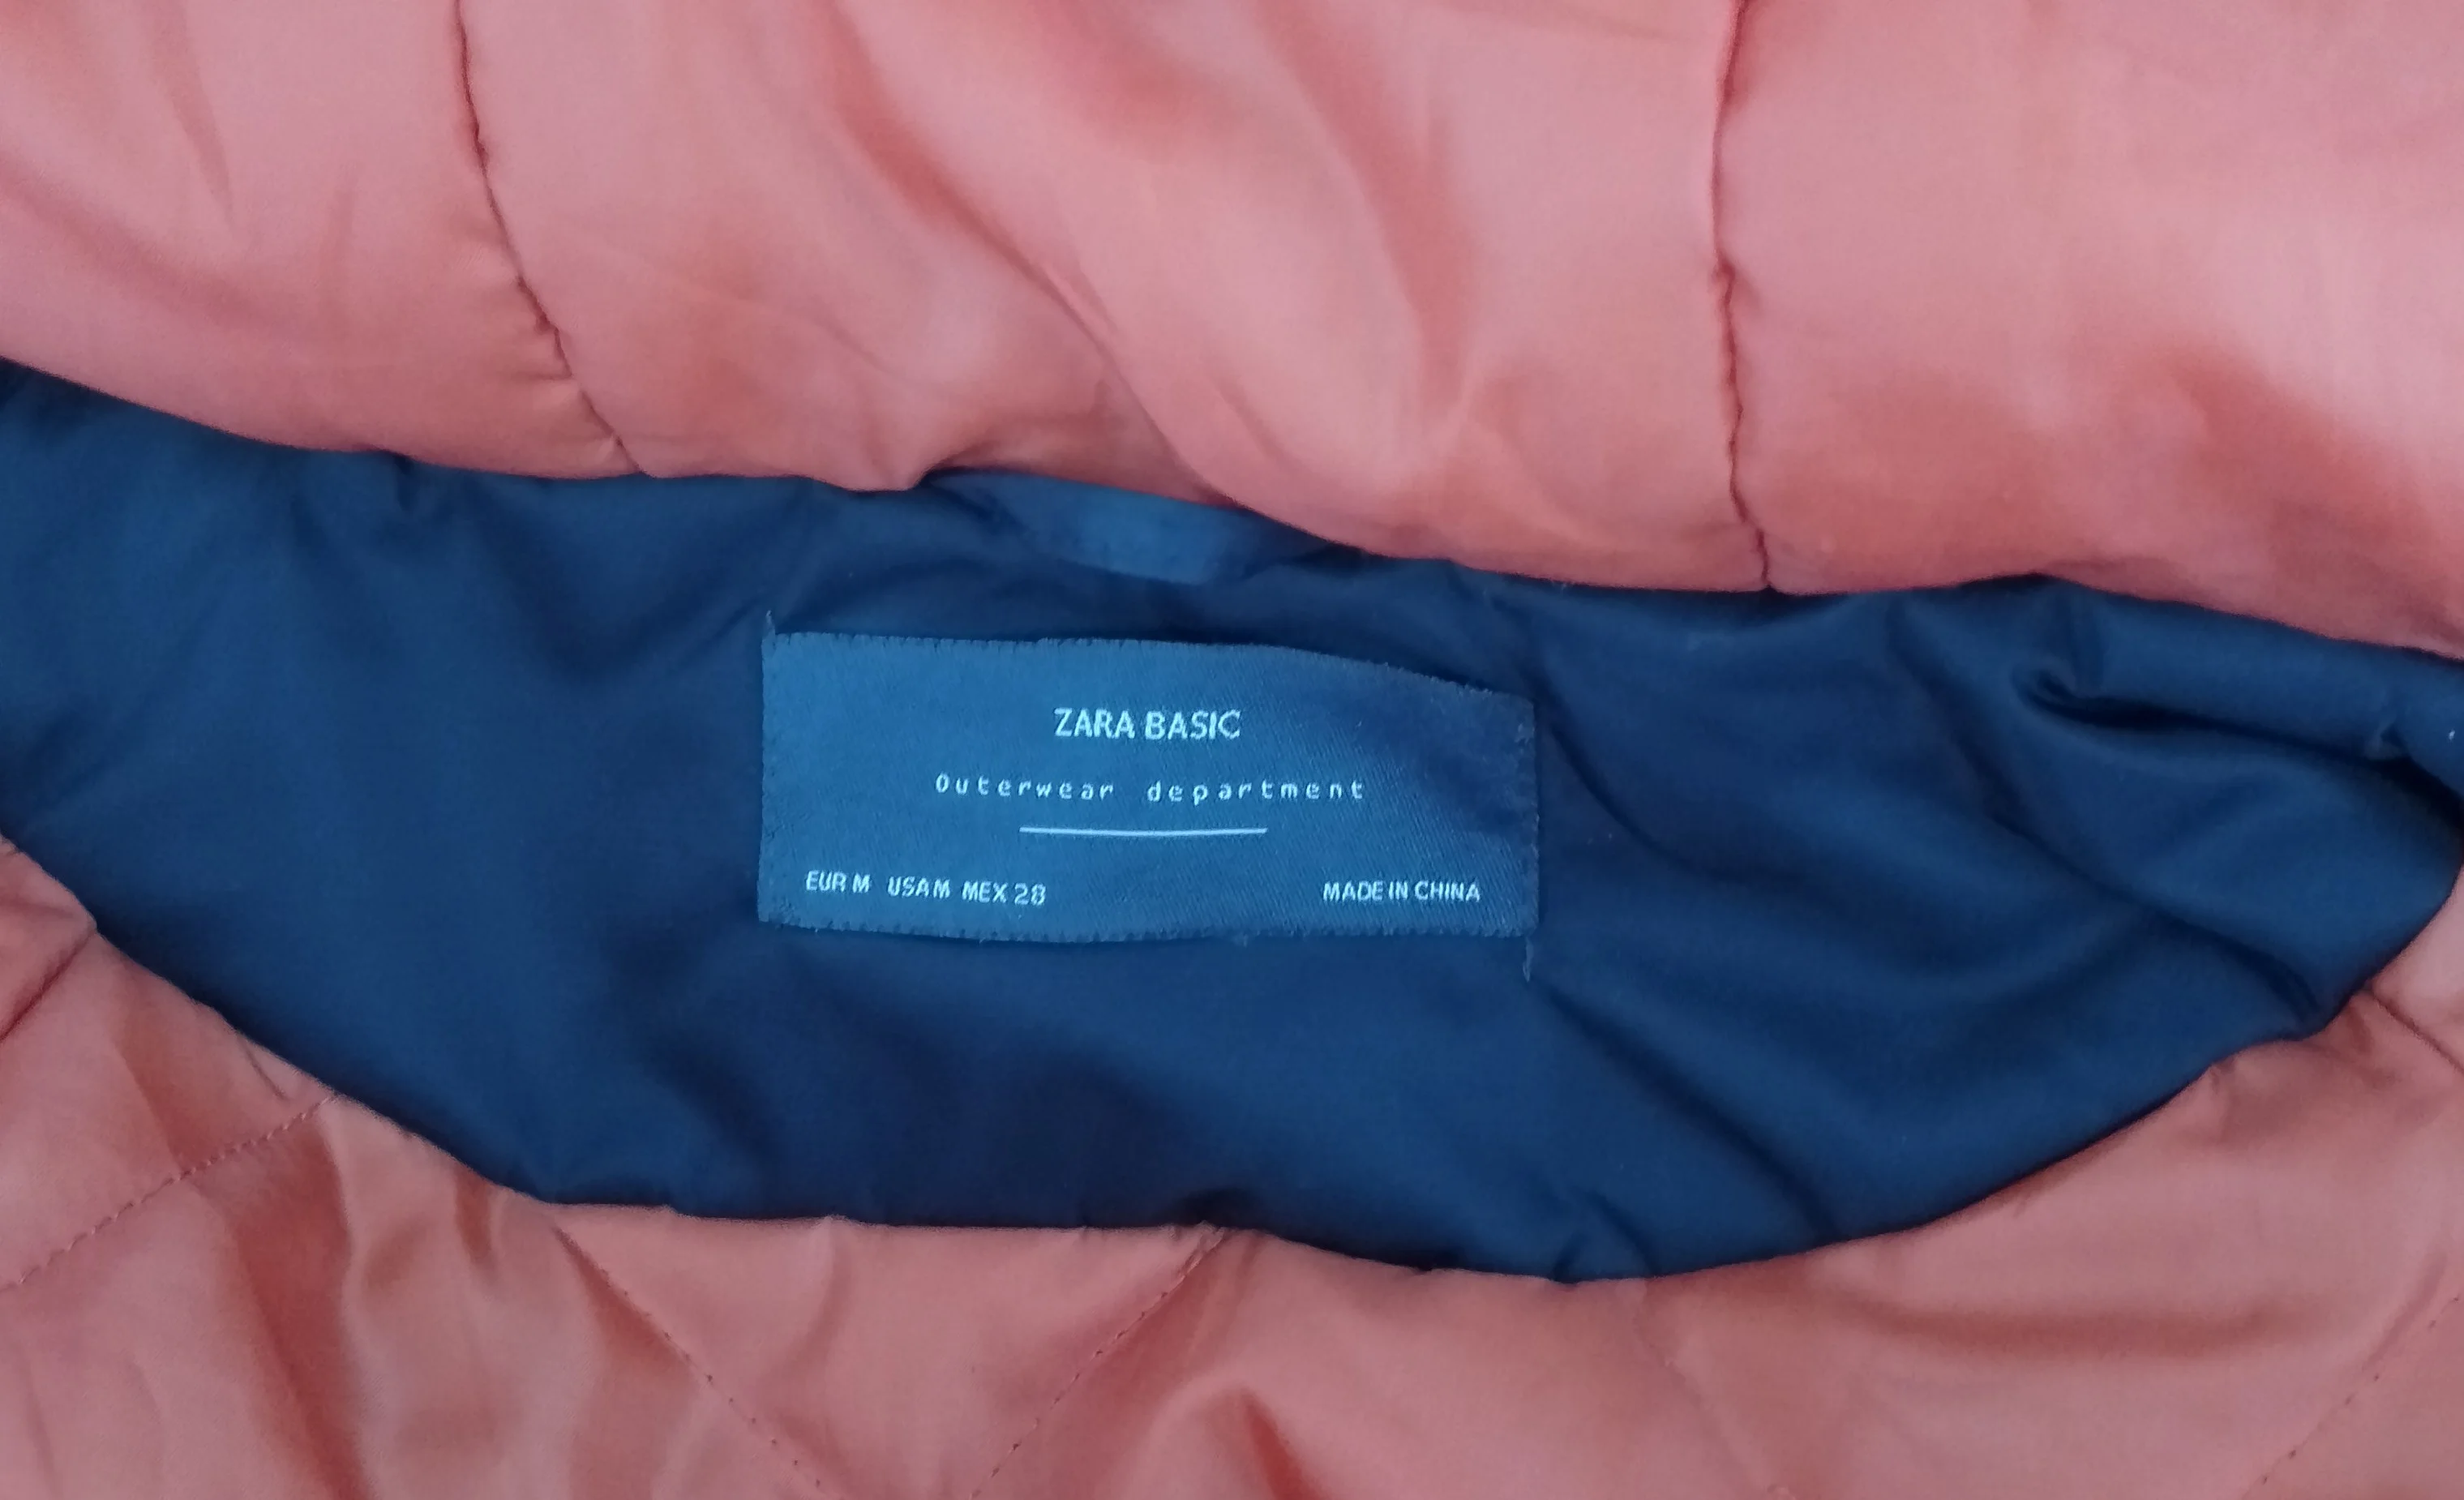 ZARA BASIC
Outerwear department
EUR M USA M MEX 28 MADE IN CHINA